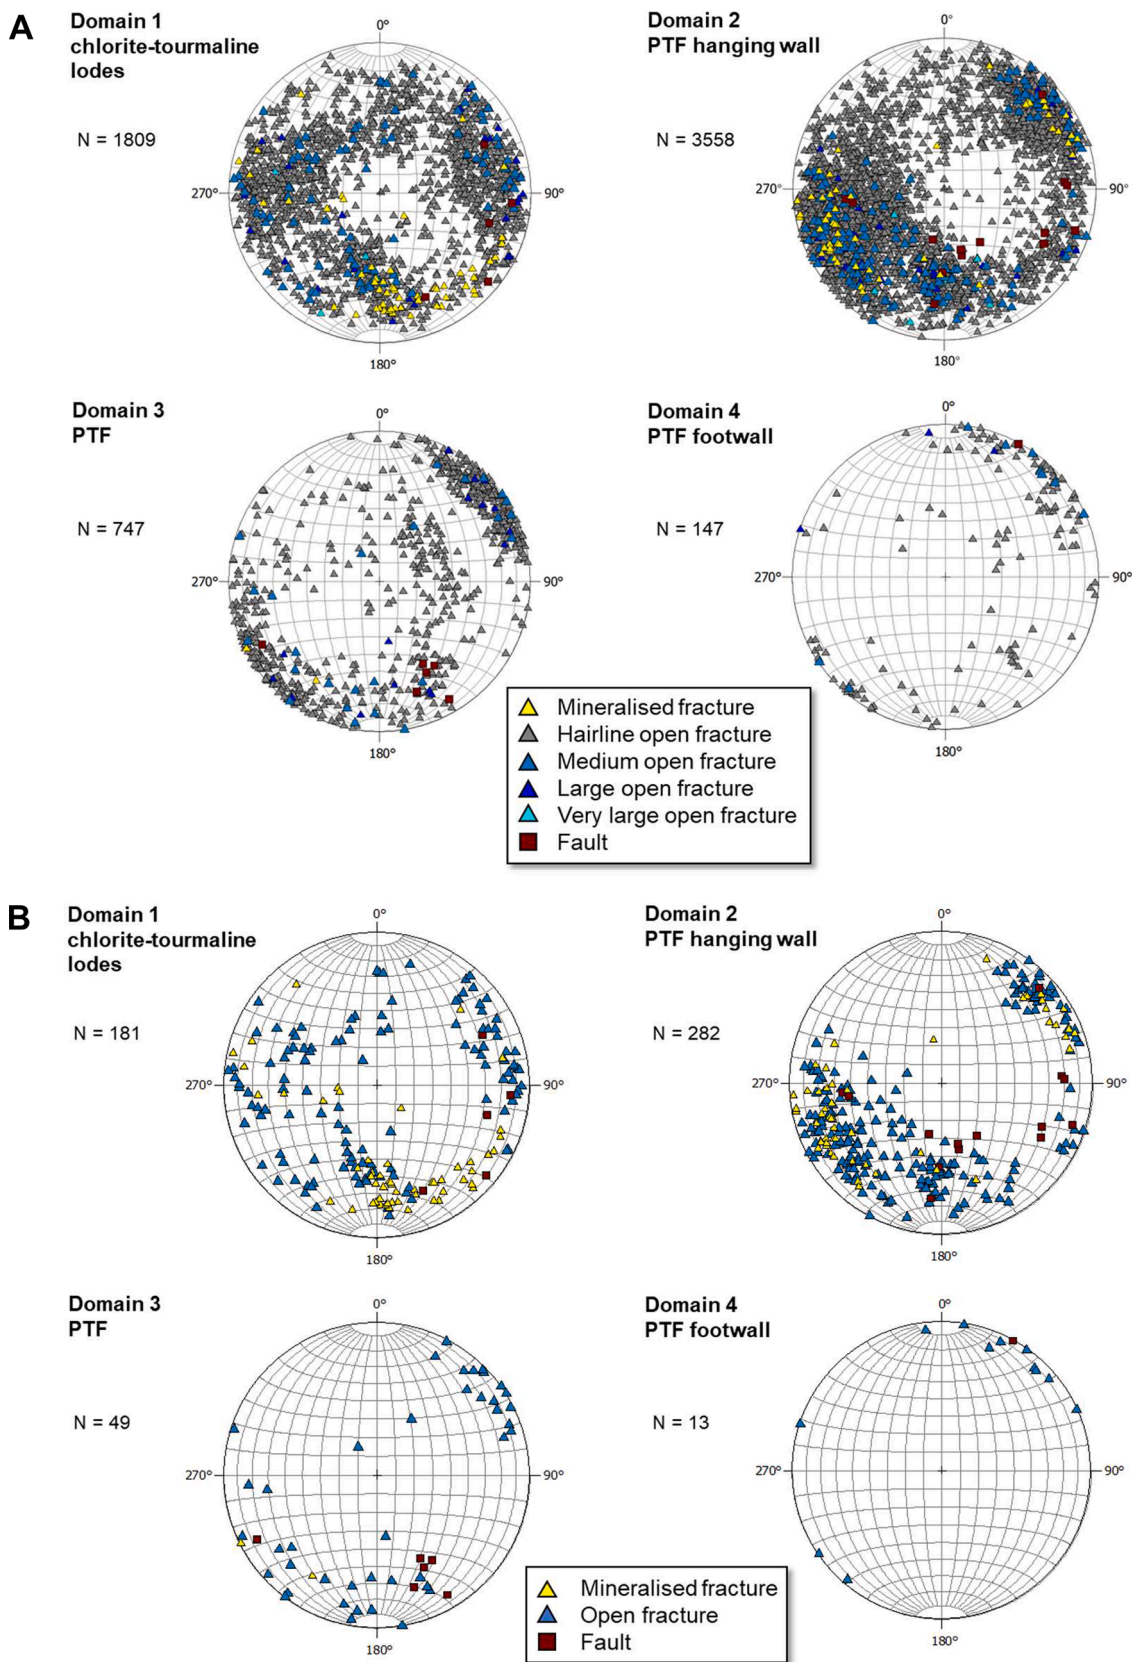 A
Domain 1
chlorite-tourmaline
lodes
N = 1809
0°
270°
90°
180°
Domain 2
PTF hanging wall
N = 3558
0°
270°
90°
180°
Domain 3
PTF
N = 747
0°
270°
90°
180°
Domain 4
PTF footwall
N = 147
0°
270°
90°
180°
Mineralised fracture
Hairline open fracture
Medium open fracture
Large open fracture
Very large open fracture
Fault
B
Domain 1
chlorite-tourmaline
lodes
N = 181
0°
270°
90°
180°
Domain 2
PTF hanging wall
N = 282
0°
270°
90°
180°
Domain 3
PTF
N = 49
0°
270°
90°
180°
Domain 4
PTF footwall
N = 13
0°
270°
90°
180°
Mineralised fracture
Open fracture
Fault